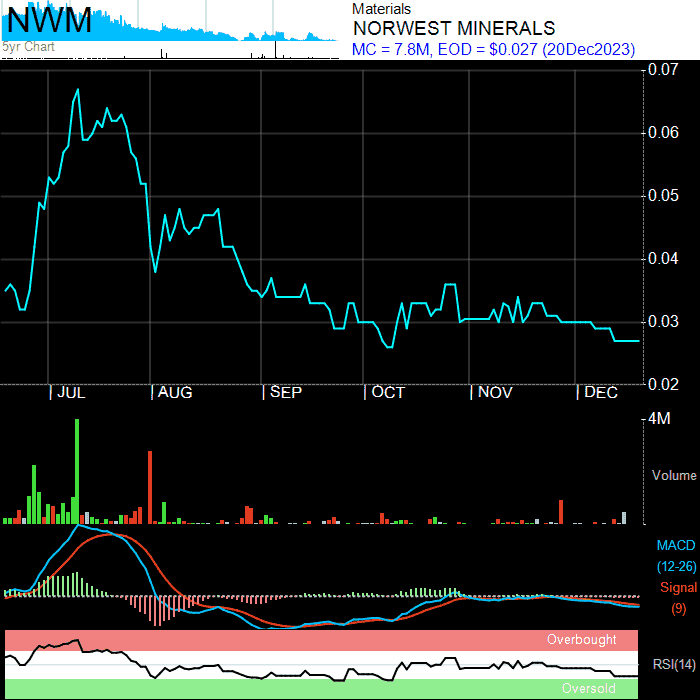 NWM
5yr Chart
Materials
NORWEST MINERALS
MC = 7.8M, EOD = $0.027 (20Dec2023)
0.07
0.06
0.05
0.04
0.03
0.02
JUL AUG SEP OCT NOV DEC
4M
Volume
MACD
(12-26)
Signal
(9)
Overbought
RSI(14)
Oversold